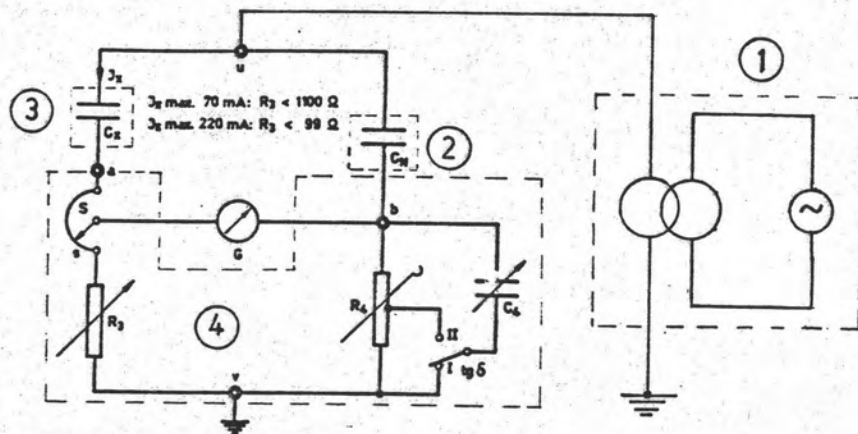 1
u
Jx
3
Jx max. 70 mA: R3 < 1100 Ω
Jx max. 220 mA: R3 < 99 Ω
Cx
2
CN
a
S
b
s
G
~
R3
4
R4
C4
II
I
tg δ
v